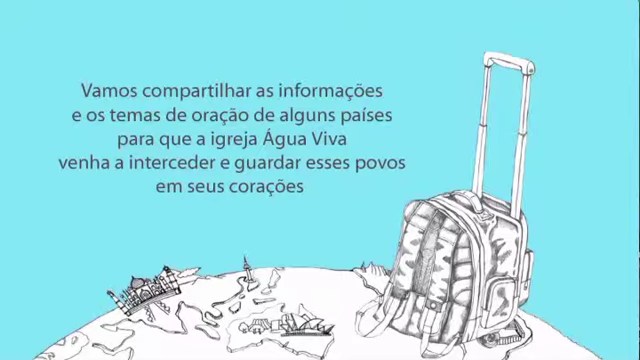 Vamos compartilhar as informações
e os temas de oração de alguns países
para que a igreja Água Viva
venha a interceder e guardar esses povos
em seus corações